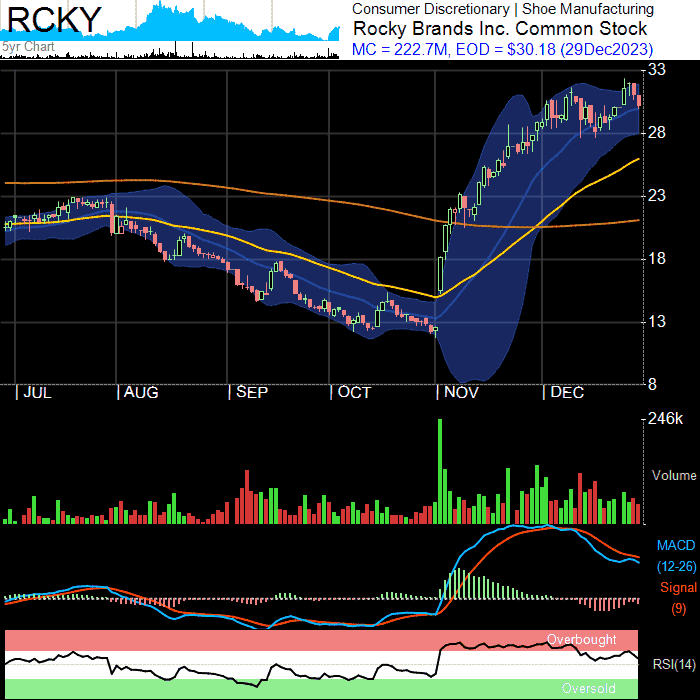 RCKY
Consumer Discretionary | Shoe Manufacturing
Rocky Brands Inc. Common Stock
MC = 222.7M, EOD = $30.18 (29Dec2023)
5yr Chart
33
28
23
18
13
8
| JUL | AUG | SEP | OCT | NOV | DEC
246k
Volume
MACD
(12-26)
Signal
(9)
Overbought
RSI(14)
Oversold